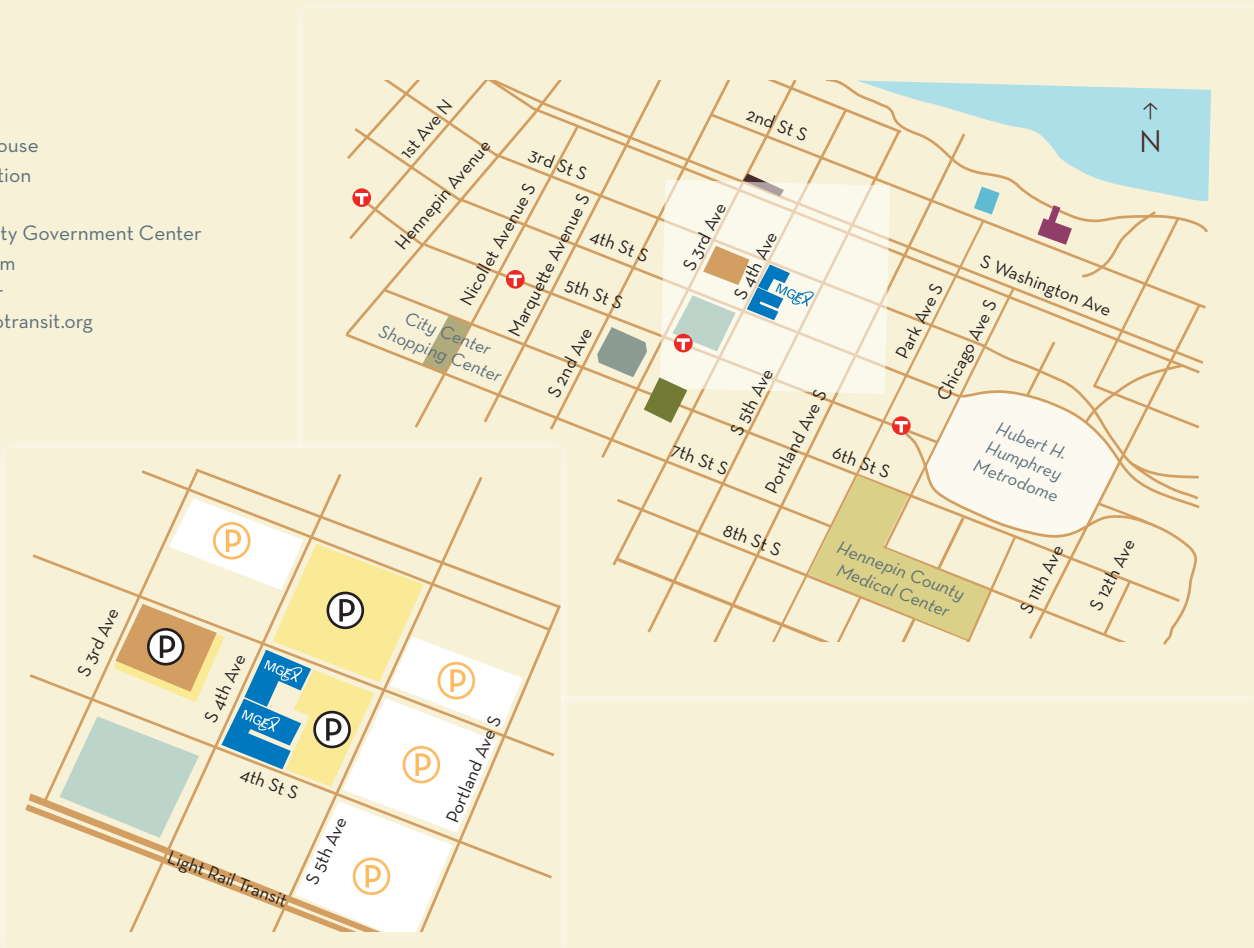 ouse
tion
ty Government Center
m
r
otransit.org
1st Ave N
Hennepin Avenue
Nicollet Avenue S
Marquette Avenue S
2nd St S
3rd St S
4th St S
5th St S
S 2nd Ave
S 3rd Ave
S 4th Ave
MGEX
N
S Washington Ave
Park Ave S
Chicago Ave S
City Center
Shopping Center
S 5th Ave
Portland Ave S
6th St S
7th St S
8th St S
Hubert H.
Humphrey
Metrodome
Hennepin County
Medical Center
S 11th Ave
S 12th Ave
T
T
T
T
P
P
P
P
P
P
P
S 3rd Ave
S 4th Ave
MGEX
MGEX
4th St S
Portland Ave S
S 5th Ave
Light Rail Transit